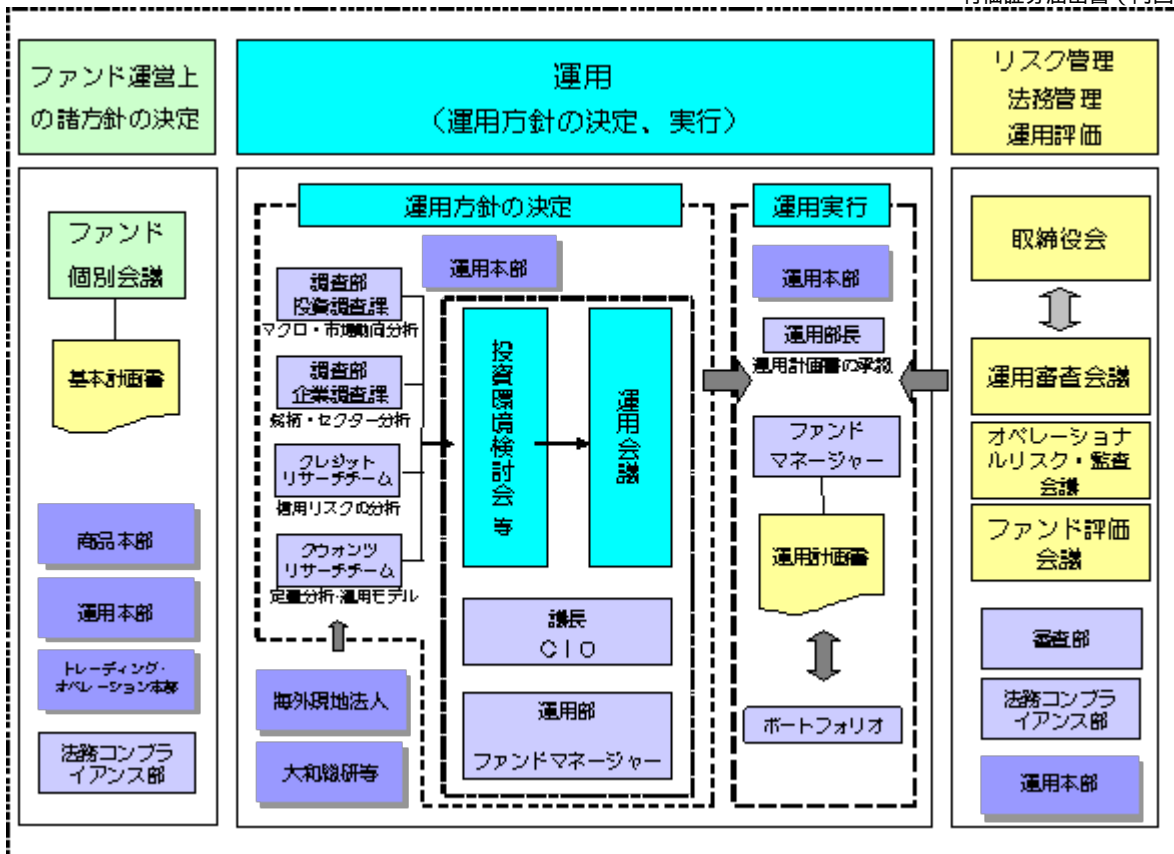 ファンド運営上
の諸方針の決定
運用
（運用方針の決定、実行）
リスク管理
法務管理
運用評価
ファンド
個別会議
基本計画書
商品本部
運用本部
トレーディング・
オペレーション本部
法務コンプラ
イアンス部
運用方針の決定
運用本部
調査部
投資調査課
マクロ・市場動向分析
調査部
企業調査課
銘柄・セクター分析
クレジット
リサーチチーム
信用リスクの分析
クウォンツ
リサーチチーム
定量分析・運用モデル
海外現地法人
大和総研等
投資環境検討会 等
運用会議
議長
ＣＩＯ
運用部
ファンドマネージャー
運用実行
運用本部
運用部長
運用計画書の承認
ファンド
マネージャー
運用計画書
ポートフォリオ
取締役会
運用審査会議
オペレーショナ
ルリスク・監査
会議
ファンド評価
会議
審査部
法務コンプラ
イアンス部
運用本部